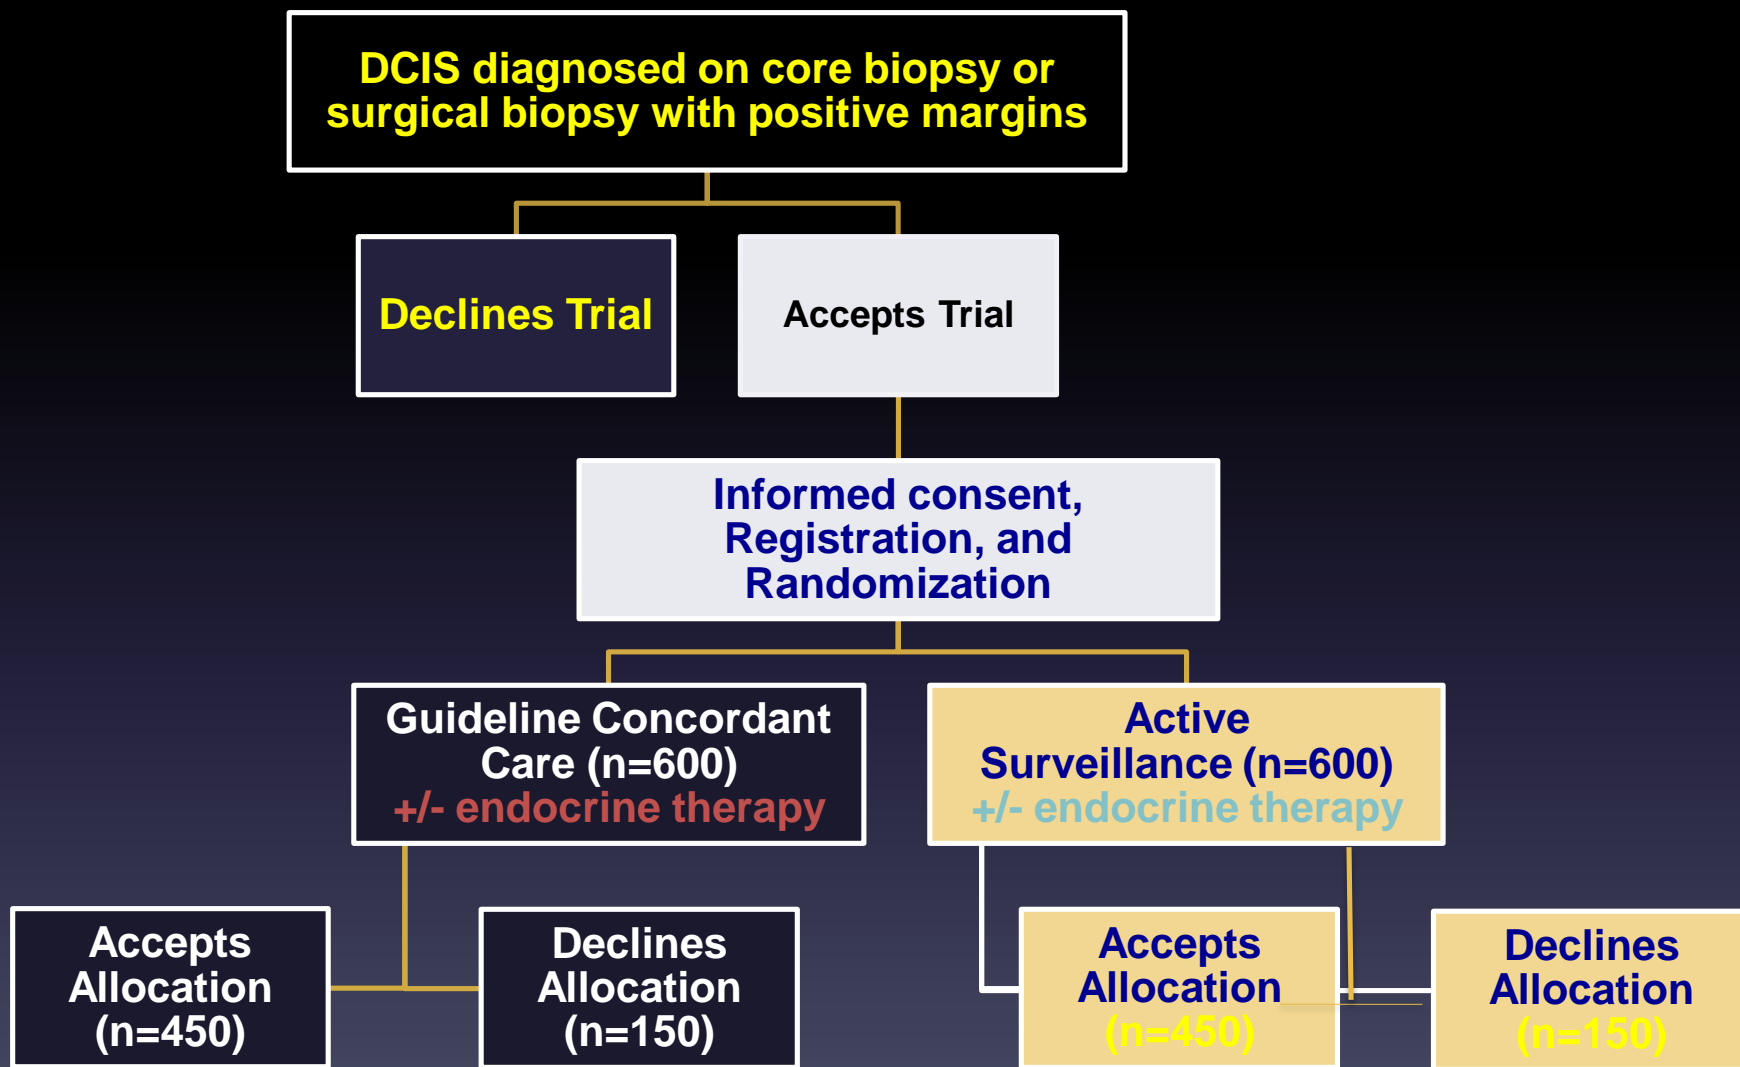 DCIS diagnosed on core biopsy or
surgical biopsy with positive margins
Declines Trial
Accepts Trial
Informed consent,
Registration, and
Randomization
Guideline Concordant
Care (n=600)
+/- endocrine therapy
Active
Surveillance (n=600)
+/- endocrine therapy
Accepts
Allocation
(n=450)
Declines
Allocation
(n=150)
Accepts
Allocation
(n=450)
Declines
Allocation
(n=150)